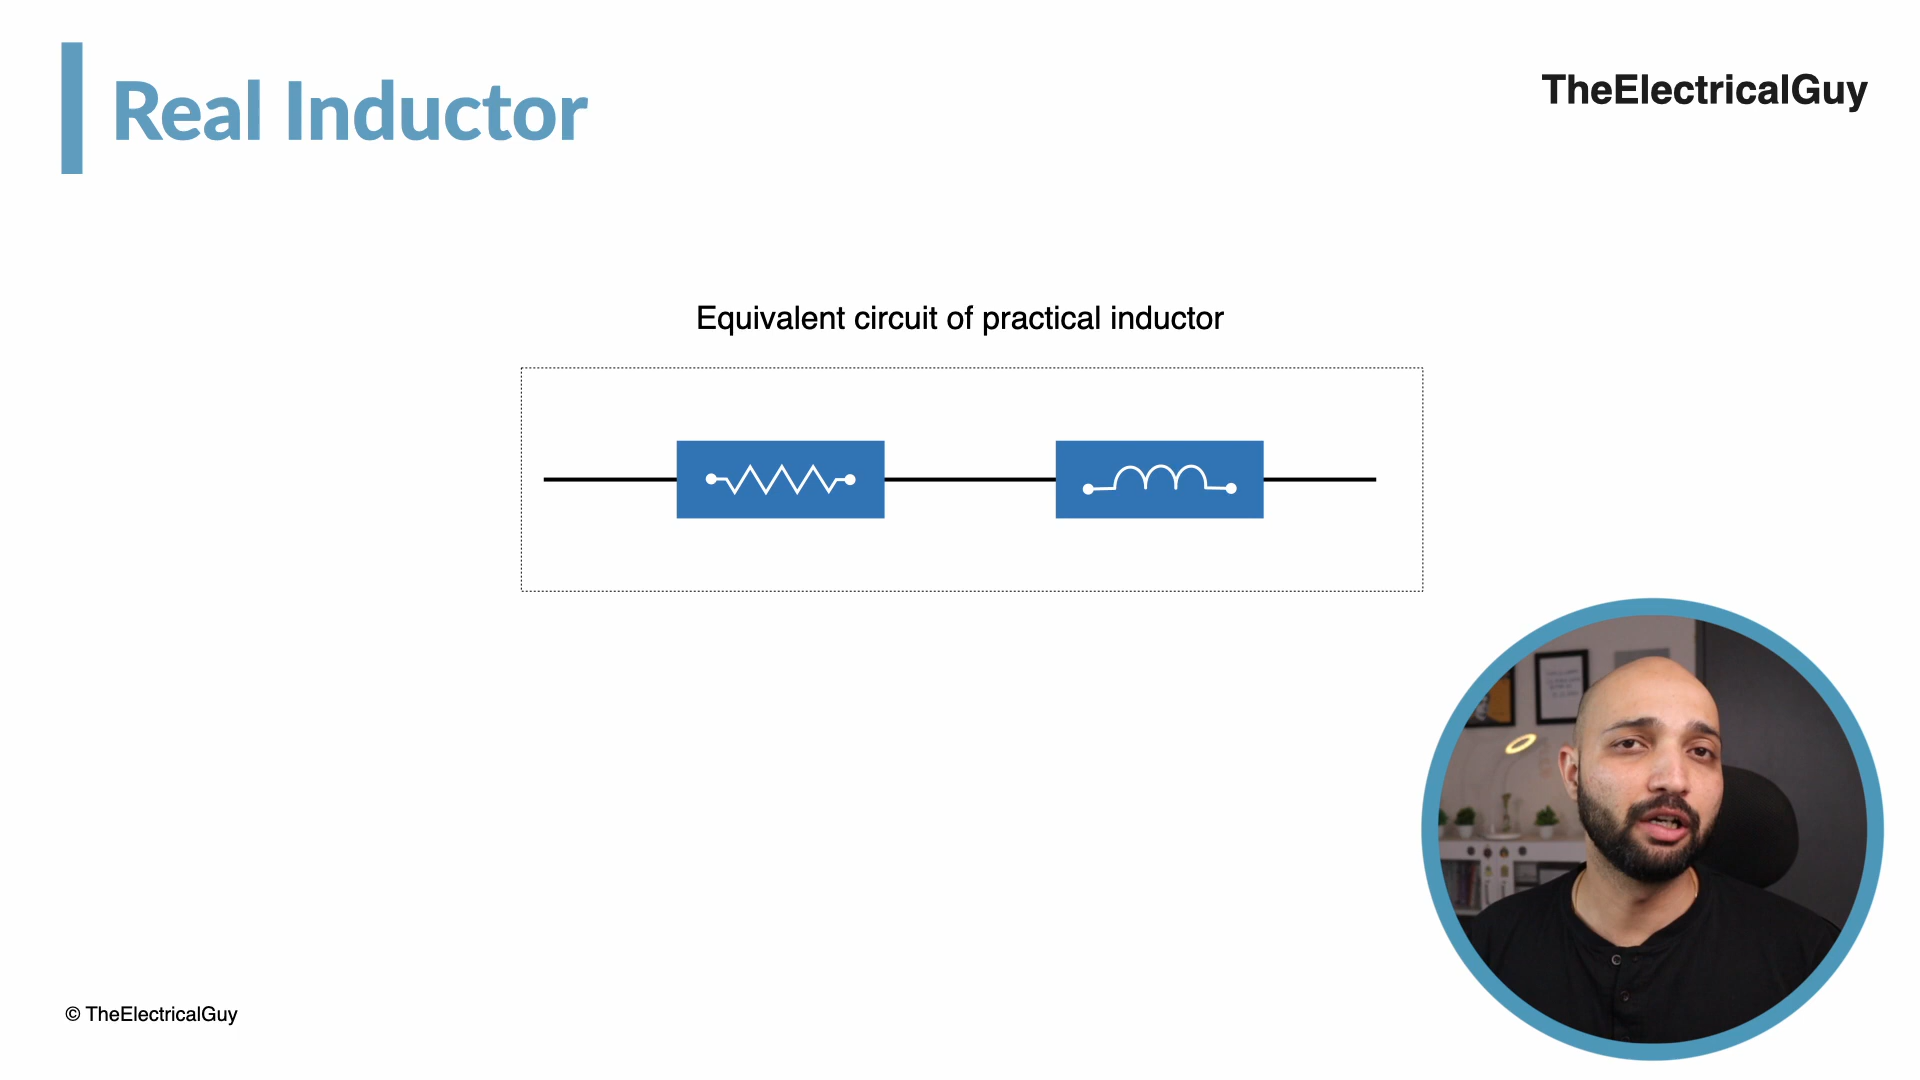 Real Inductor
TheElectricalGuy
Equivalent circuit of practical inductor
© TheElectricalGuy